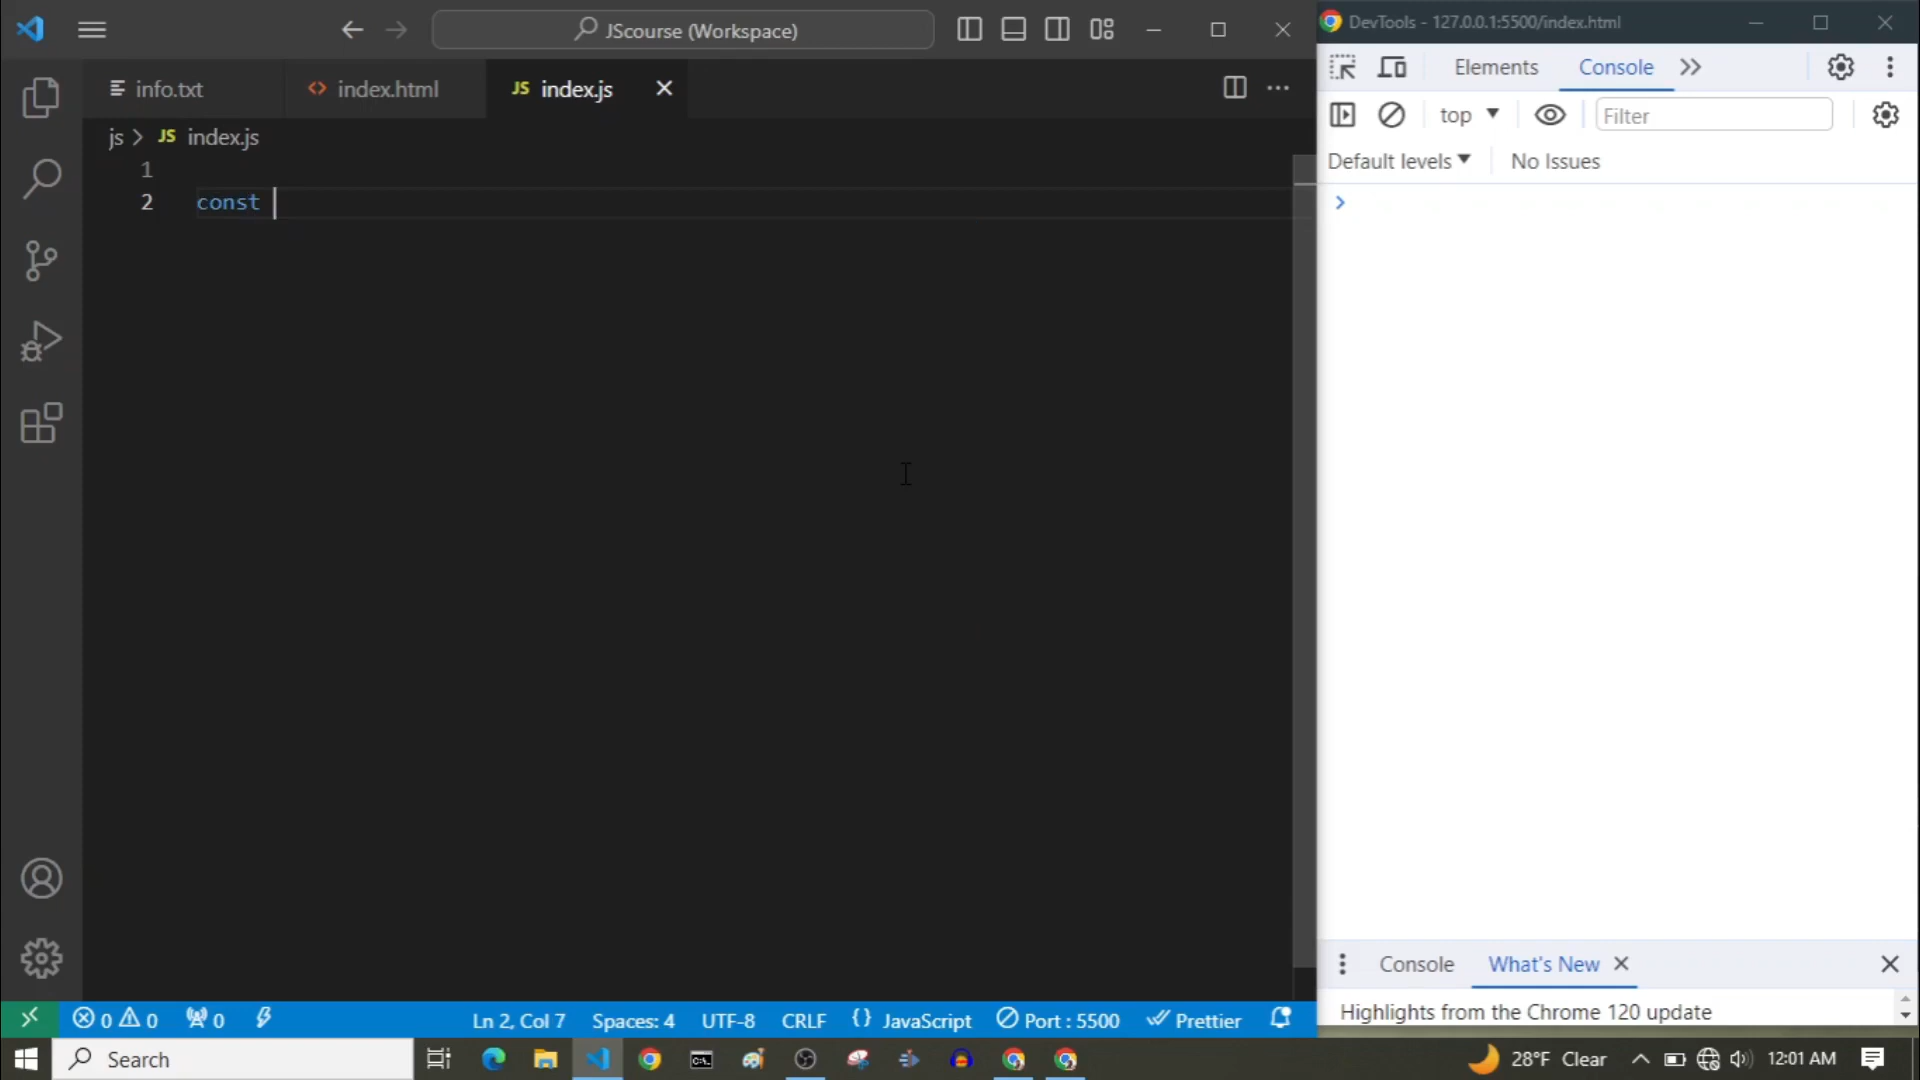 JScourse (Workspace)
info.txt
index.html
JS index.js
js > JS index.js
1
2 const
0 0
0
Ln 2, Col 7
Spaces: 4
UTF-8
CRLF
{} JavaScript
Port : 5500
Prettier
DevTools - 127.0.0.1:5500/index.html
Elements
Console
top
Filter
Default levels
No Issues
Console
What's New
Highlights from the Chrome 120 update
Search
28°F Clear
12:01 AM